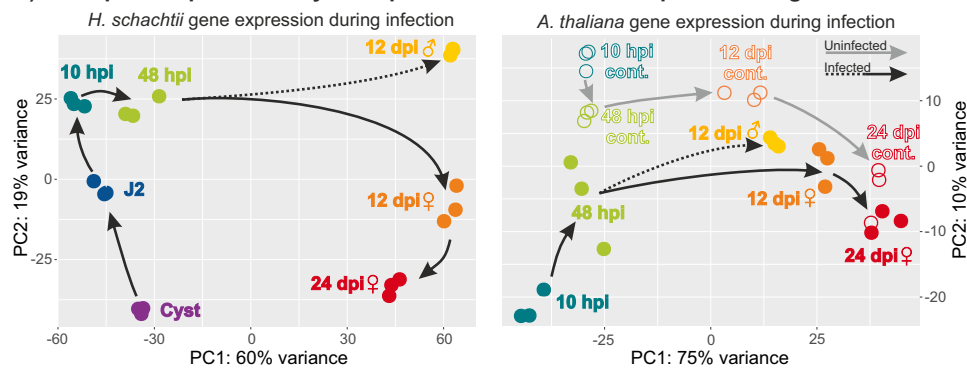 H. schachtii gene expression during infection
12 dpi ♂
10 hpi
48 hpi
J2
12 dpi ♀
24 dpi ♀
Cyst
25
0
-25
-60
-30
0
30
60
PC2: 19% variance
PC1: 60% variance
A. thaliana gene expression during infection
Uninfected
Infected
10 hpi
cont.
12 dpi
cont.
48 hpi
cont.
24 dpi
cont.
12 dpi ♂
48 hpi
12 dpi ♀
24 dpi ♀
10 hpi
10
0
-10
-20
-25
0
25
PC2: 10% variance
PC1: 75% variance